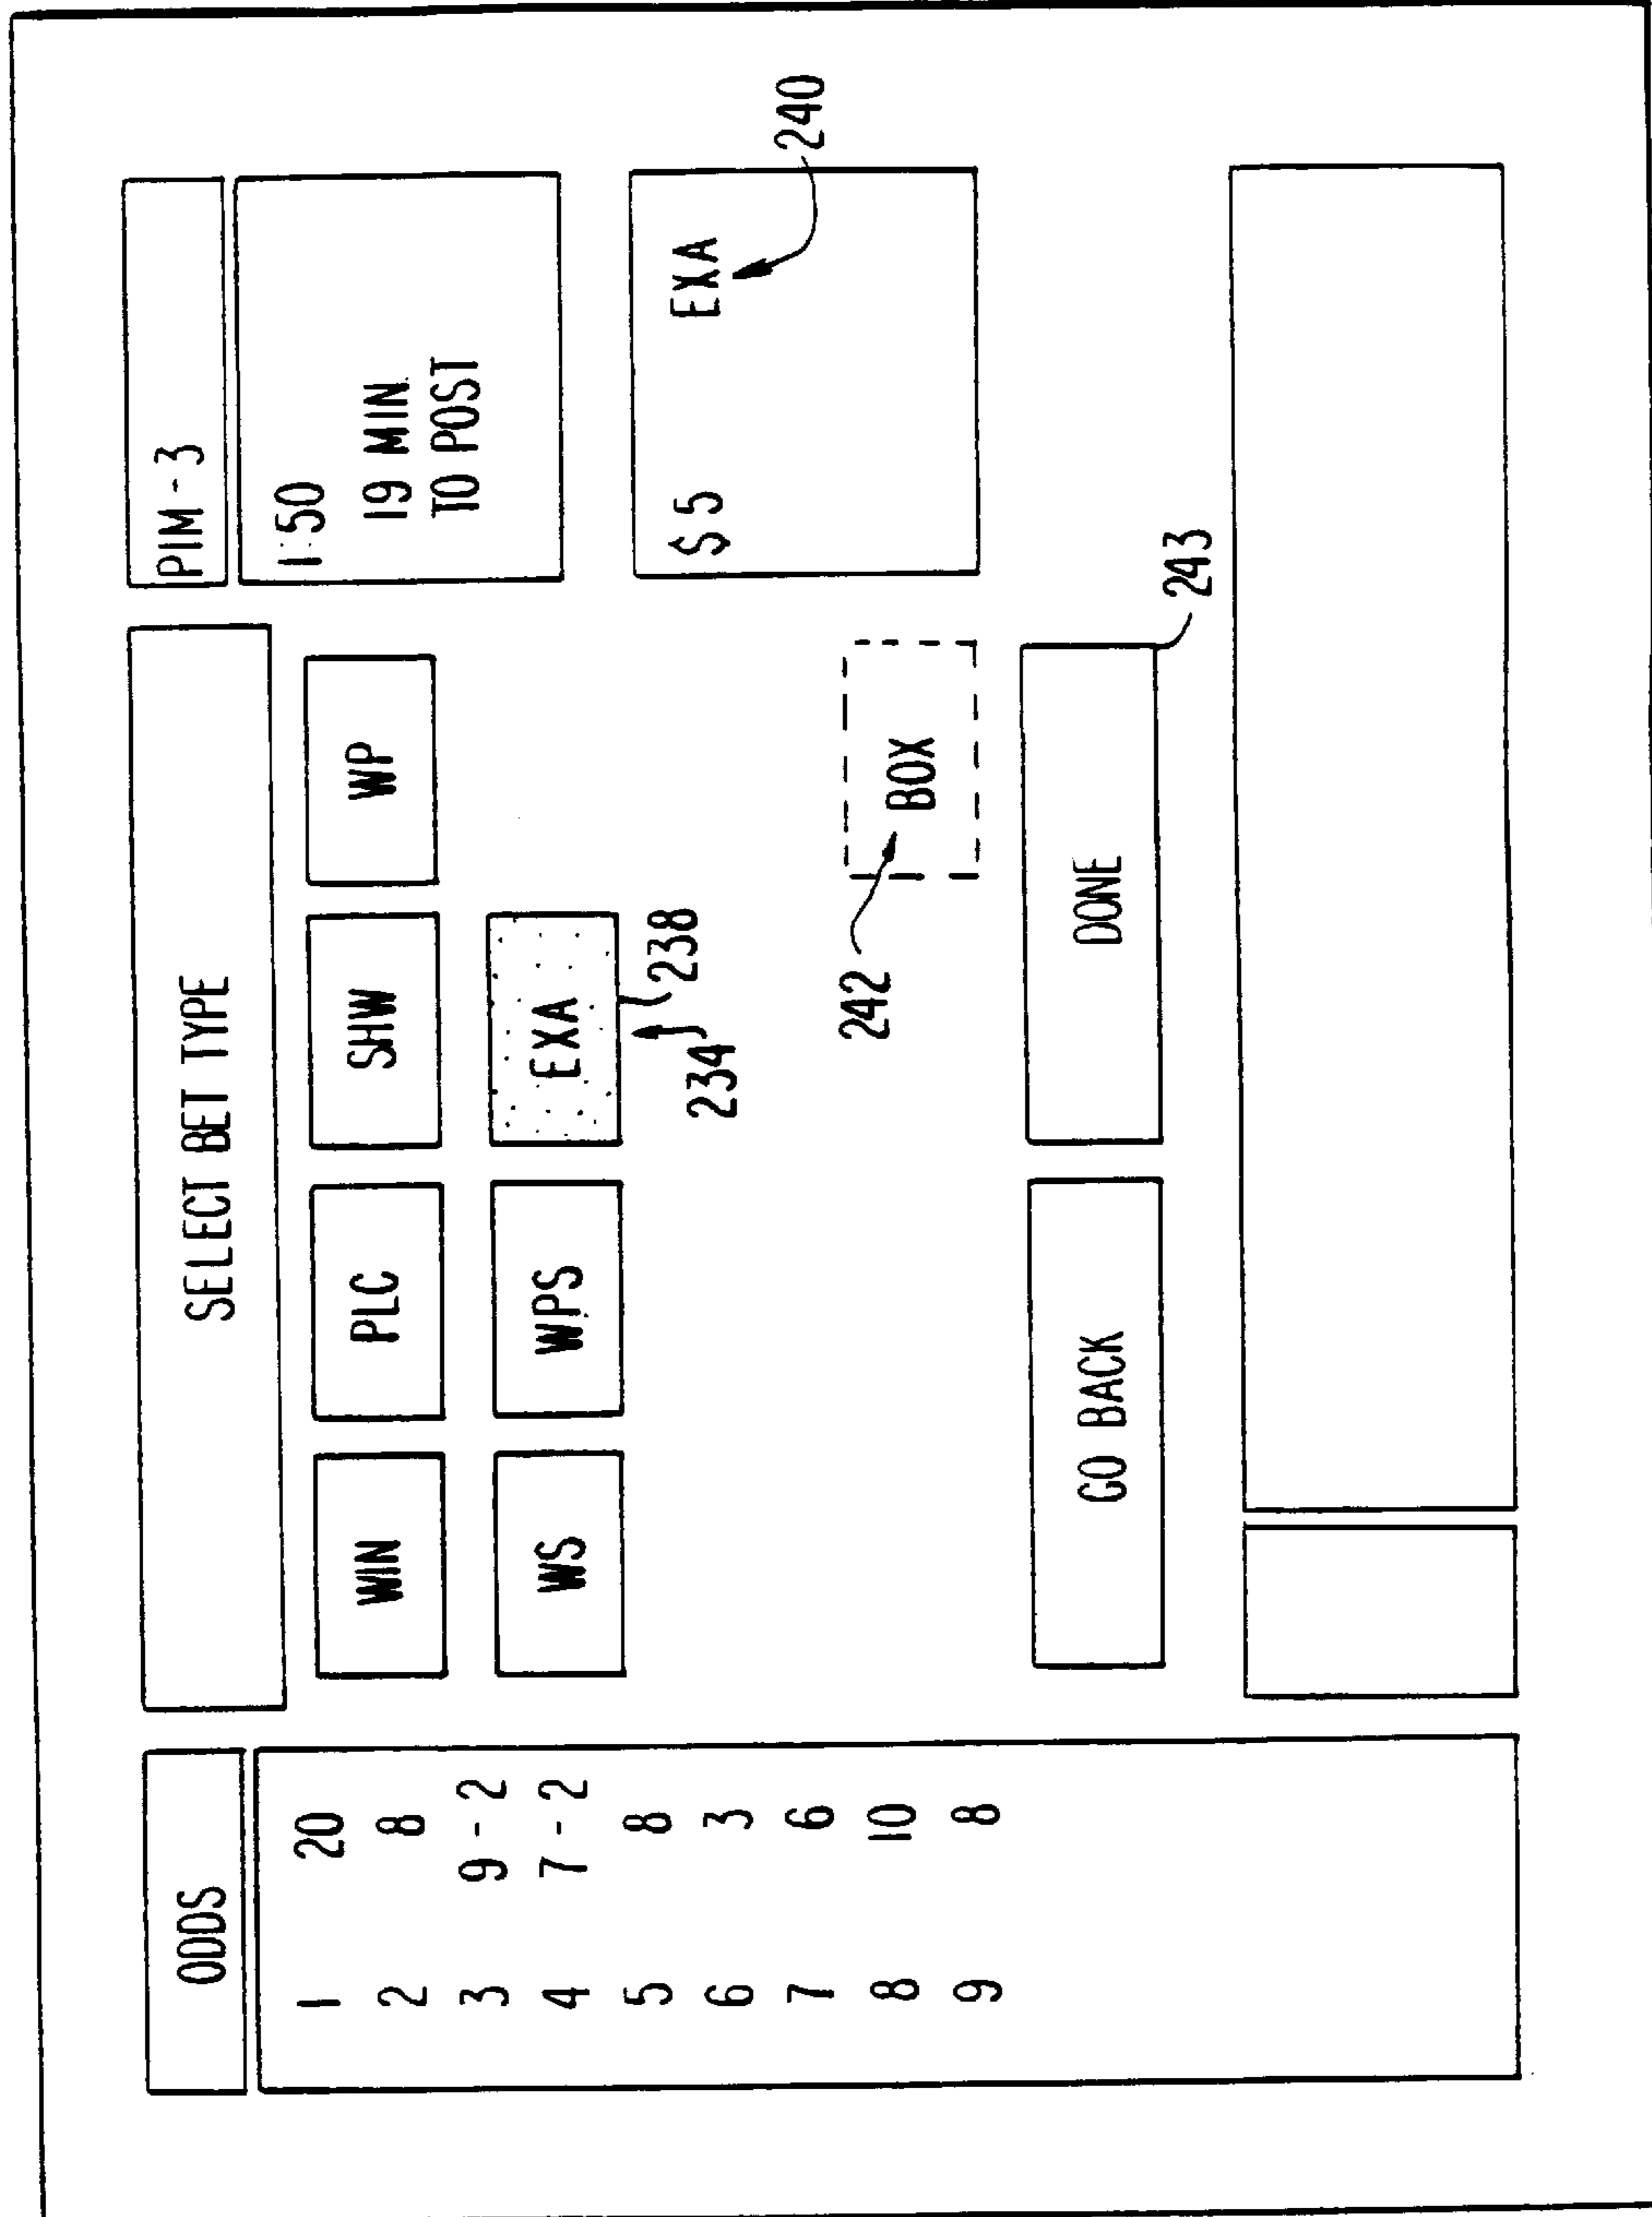 ODDS
1 20
2 8
3 9-2
4 7-2
5 8
6 3
7 6
8 10
9 8
SELECT BET TYPE
WIN PLC SHW WP
WS WPS EXA
234 238
242
BOX
GO BACK DONE
243
PIM-3
1:50
19 MIN.
TO POST
$5 EXA
240